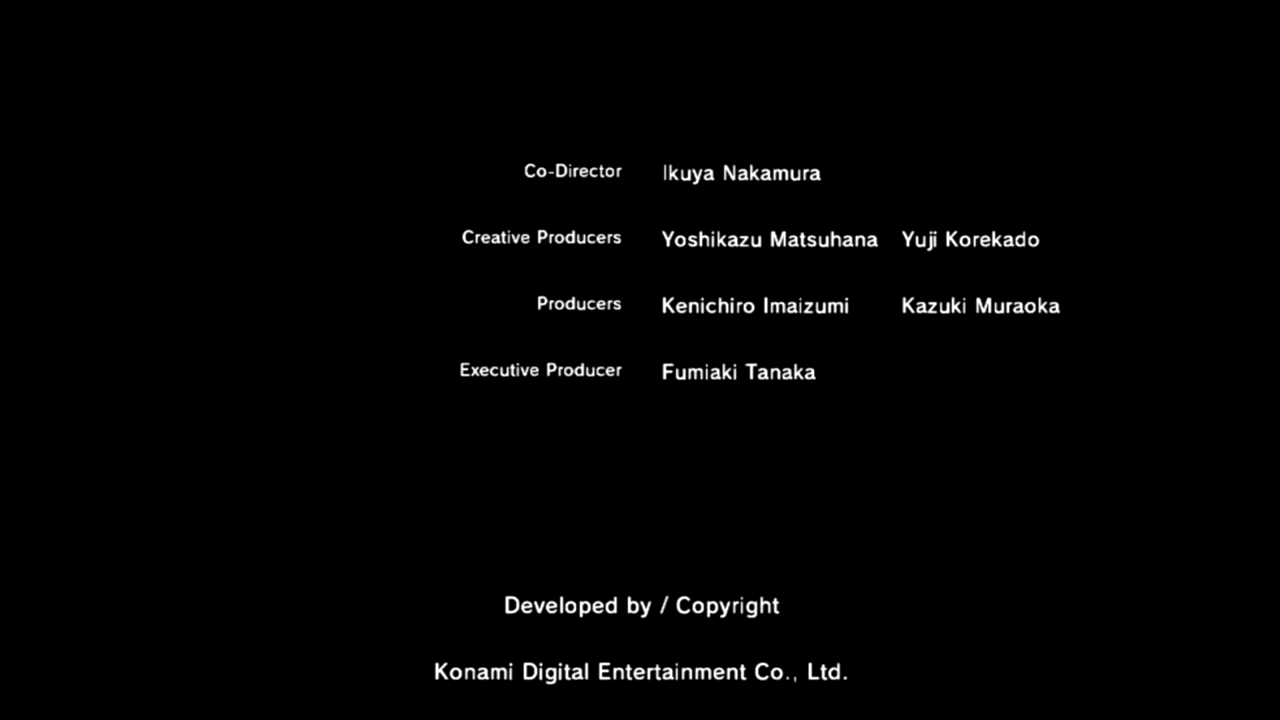 Co-Director Ikuya Nakamura
Creative Producers Yoshikazu Matsuhana Yuji Korekado
Producers Kenichiro Imaizumi Kazuki Muraoka
Executive Producer Fumiaki Tanaka
Developed by / Copyright
Konami Digital Entertainment Co., Ltd.